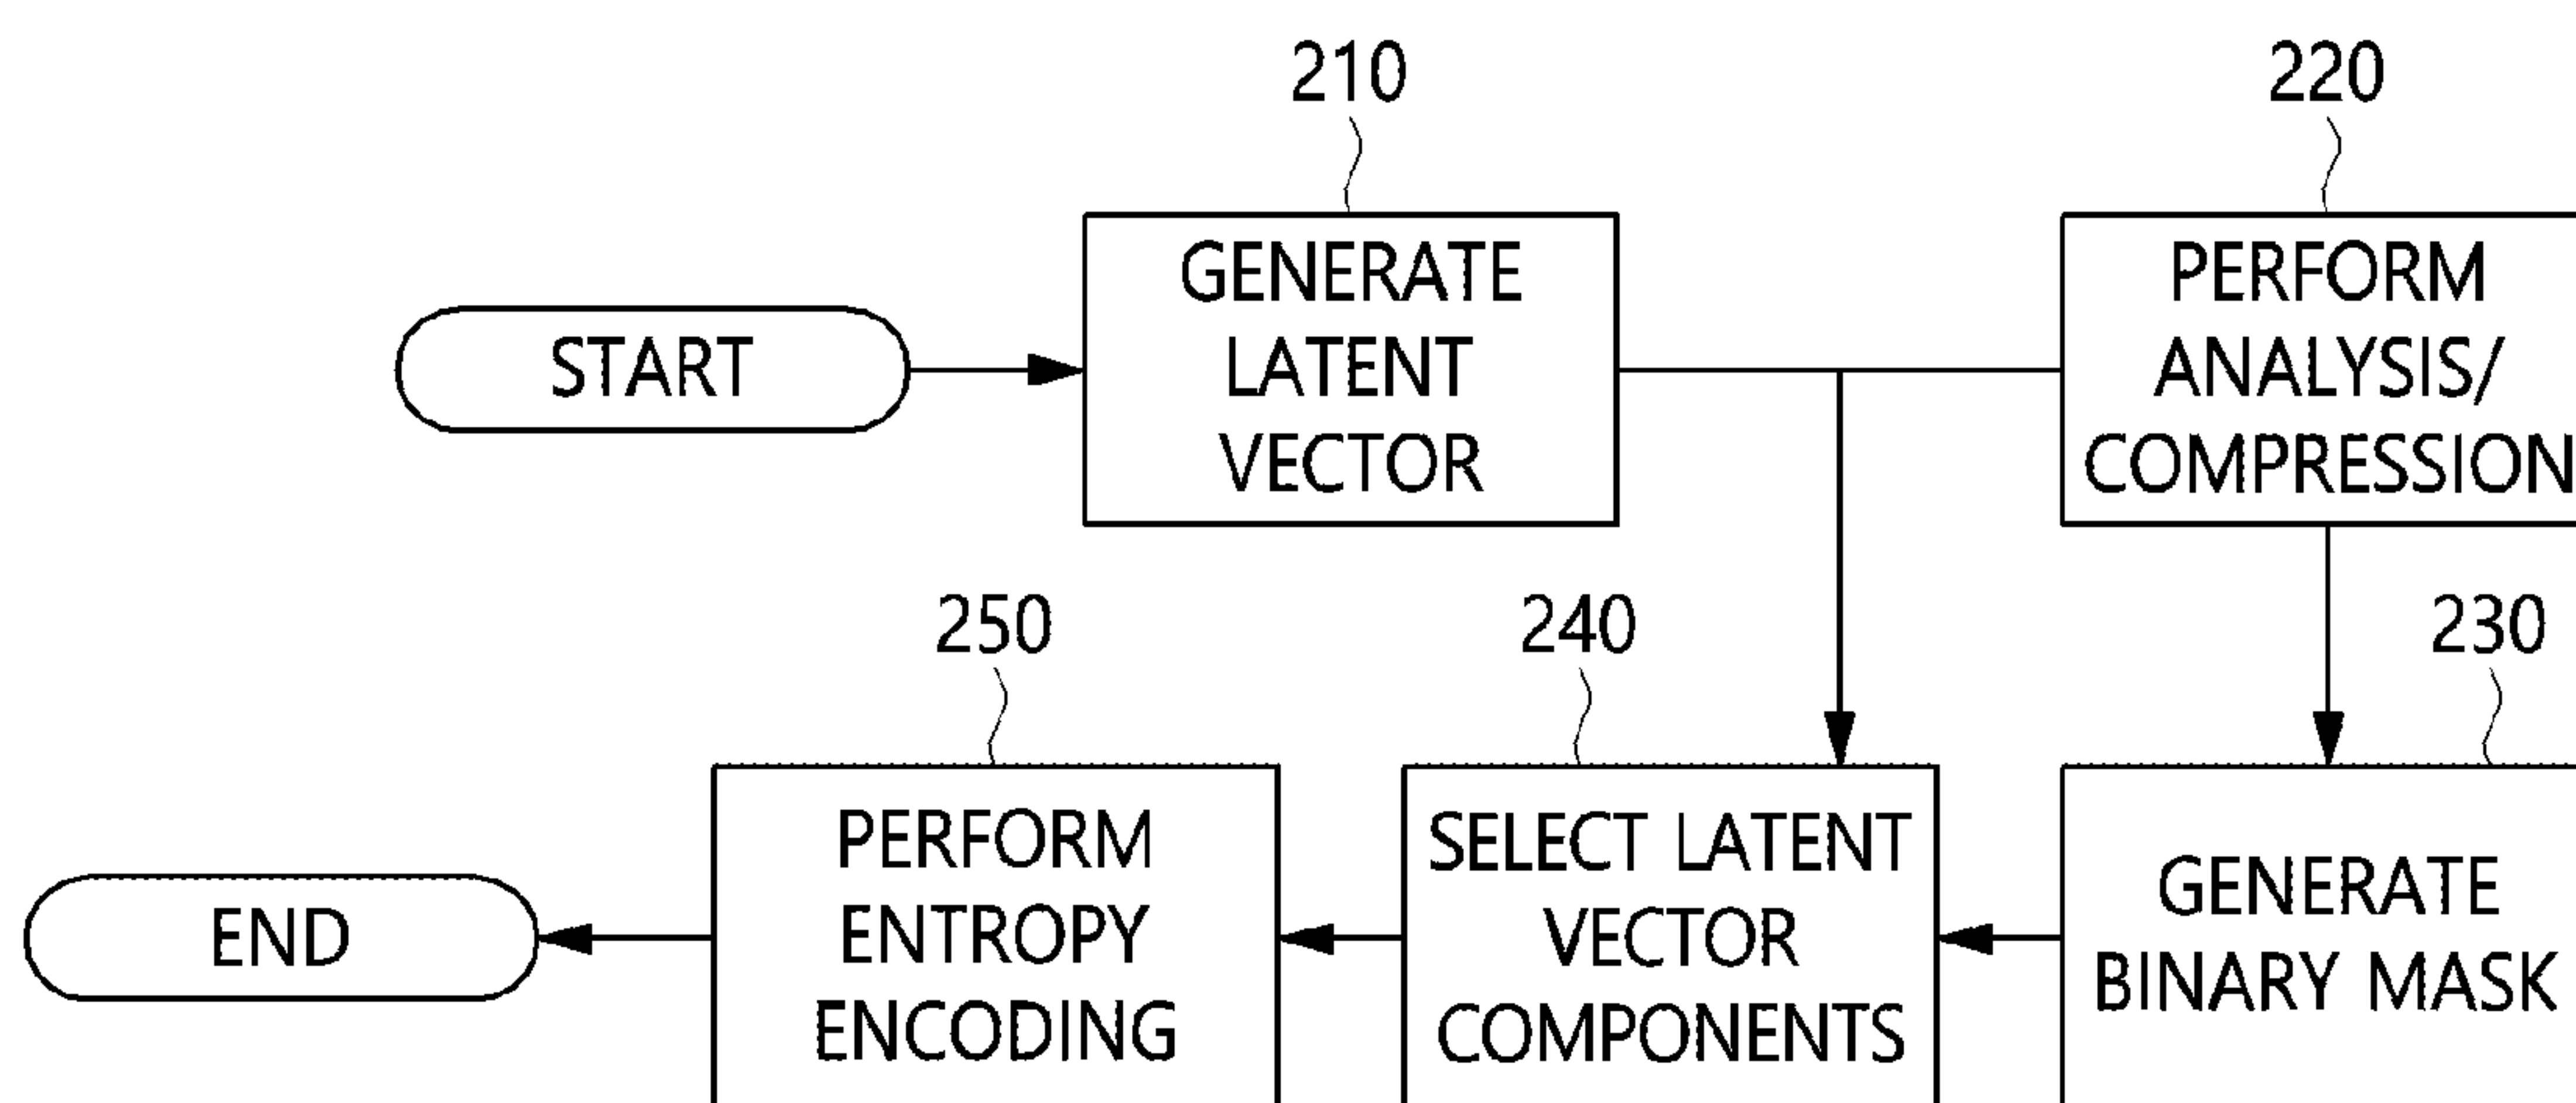 210
220
START
GENERATE
LATENT
VECTOR
PERFORM
ANALYSIS/
COMPRESSION
250
240
230
END
PERFORM
ENTROPY
ENCODING
SELECT LATENT
VECTOR
COMPONENTS
GENERATE
BINARY MASK